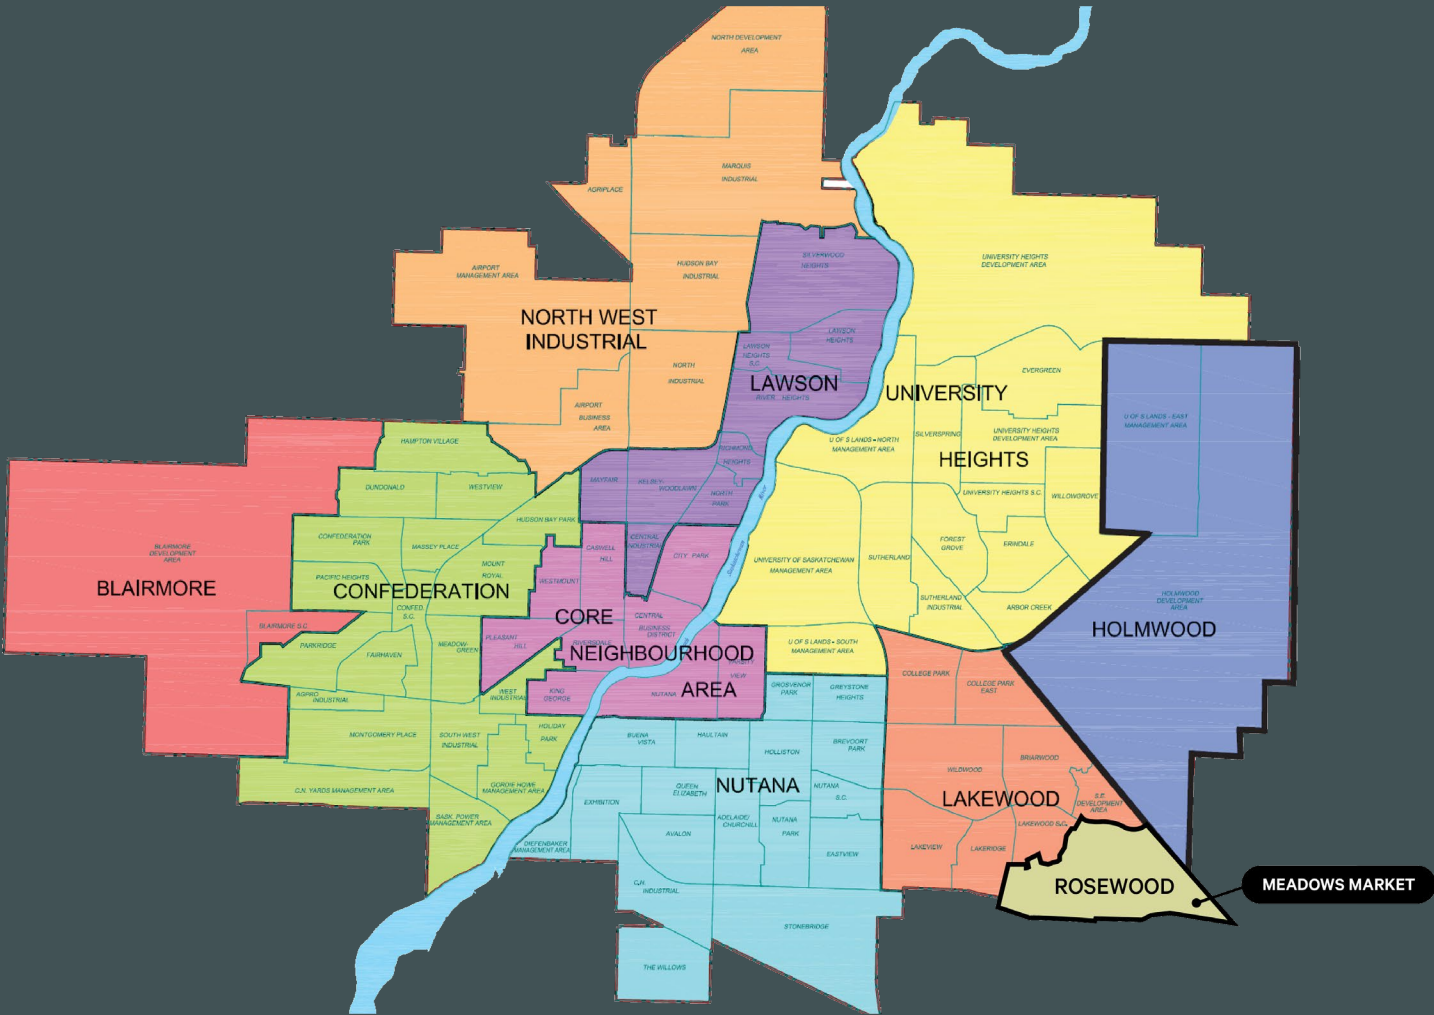 NORTH DEVELOPMENT
AREA
MARQUIS
INDUSTRIAL
AGRIPLACE
AIRPORT
MANAGEMENT AREA
HUDSON BAY
INDUSTRIAL
NORTH WEST
INDUSTRIAL
NORTH
INDUSTRIAL
AIRPORT
BUSINESS
AREA
SILVERWOOD
HEIGHTS
LAWSON
HEIGHTS
LAWSON
HEIGHTS
S.C.
LAWSON
RIVER HEIGHTS
RICHMOND
HEIGHTS
MAYFAIR
KELSEY-
WOODLAWN
NORTH
PARK
CENTRAL
INDUSTRIAL
UNIVERSITY HEIGHTS
DEVELOPMENT AREA
EVERGREEN
UNIVERSITY
HEIGHTS
U OF S LANDS • NORTH
MANAGEMENT AREA
SILVERSPRING
UNIVERSITY HEIGHTS
DEVELOPMENT AREA
UNIVERSITY HEIGHTS S.C.
WILLOWGROVE
FOREST
GROVE
ERINDALE
UNIVERSITY OF SASKATCHEWAN
MANAGEMENT AREA
SUTHERLAND
SUTHERLAND
INDUSTRIAL
ARBOR CREEK
U OF S LANDS • SOUTH
MANAGEMENT AREA
U OF S LANDS - EAST
MANAGEMENT AREA
HOLMWOOD
DEVELOPMENT
AREA
HOLMWOOD
BLAIRMORE
DEVELOPMENT
AREA
BLAIRMORE
BLAIRMORE S.C.
HAMPTON VILLAGE
DUNDONALD
WESTVIEW
HUDSON BAY PARK
CONFEDERATION
PARK
MASSEY PLACE
PACIFIC HEIGHTS
MOUNT
ROYAL
CONFEDERATION
CONFED.
S.C.
PARKRIDGE
FAIRHAVEN
MEADOW-
GREEN
AGPRO
INDUSTRIAL
WEST
INDUSTRIAL
MONTGOMERY PLACE
SOUTH WEST
INDUSTRIAL
HOLIDAY
PARK
C.N. YARDS MANAGEMENT AREA
GORDIE HOWE
MANAGEMENT AREA
SASK. POWER
MANAGEMENT AREA
CASWELL
HILL
CITY PARK
WESTMOUNT
CORE
NEIGHBOURHOOD
AREA
CENTRAL
BUSINESS
DISTRICT
PLEASANT
HILL
RIVERSDALE
KING
GEORGE
NUTANA
VARSITY
VIEW
Saskatchewan
River
GROSVENOR
PARK
GREYSTONE
HEIGHTS
BUENA
VISTA
HAULTAIN
HOLLISTON
BREVOORT
PARK
NUTANA
EXHIBITION
QUEEN
ELIZABETH
NUTANA
S.C.
ADELAIDE/
CHURCHILL
NUTANA
PARK
AVALON
DIEFENBAKER
MANAGEMENT AREA
EASTVIEW
C.N.
INDUSTRIAL
STONEBRIDGE
THE WILLOWS
COLLEGE PARK
COLLEGE PARK
EAST
WILDWOOD
BRIARWOOD
LAKEWOOD
S.E.
DEVELOPMENT
AREA
LAKEWOOD S.C.
LAKEVIEW
LAKERIDGE
ROSEWOOD
MEADOWS MARKET